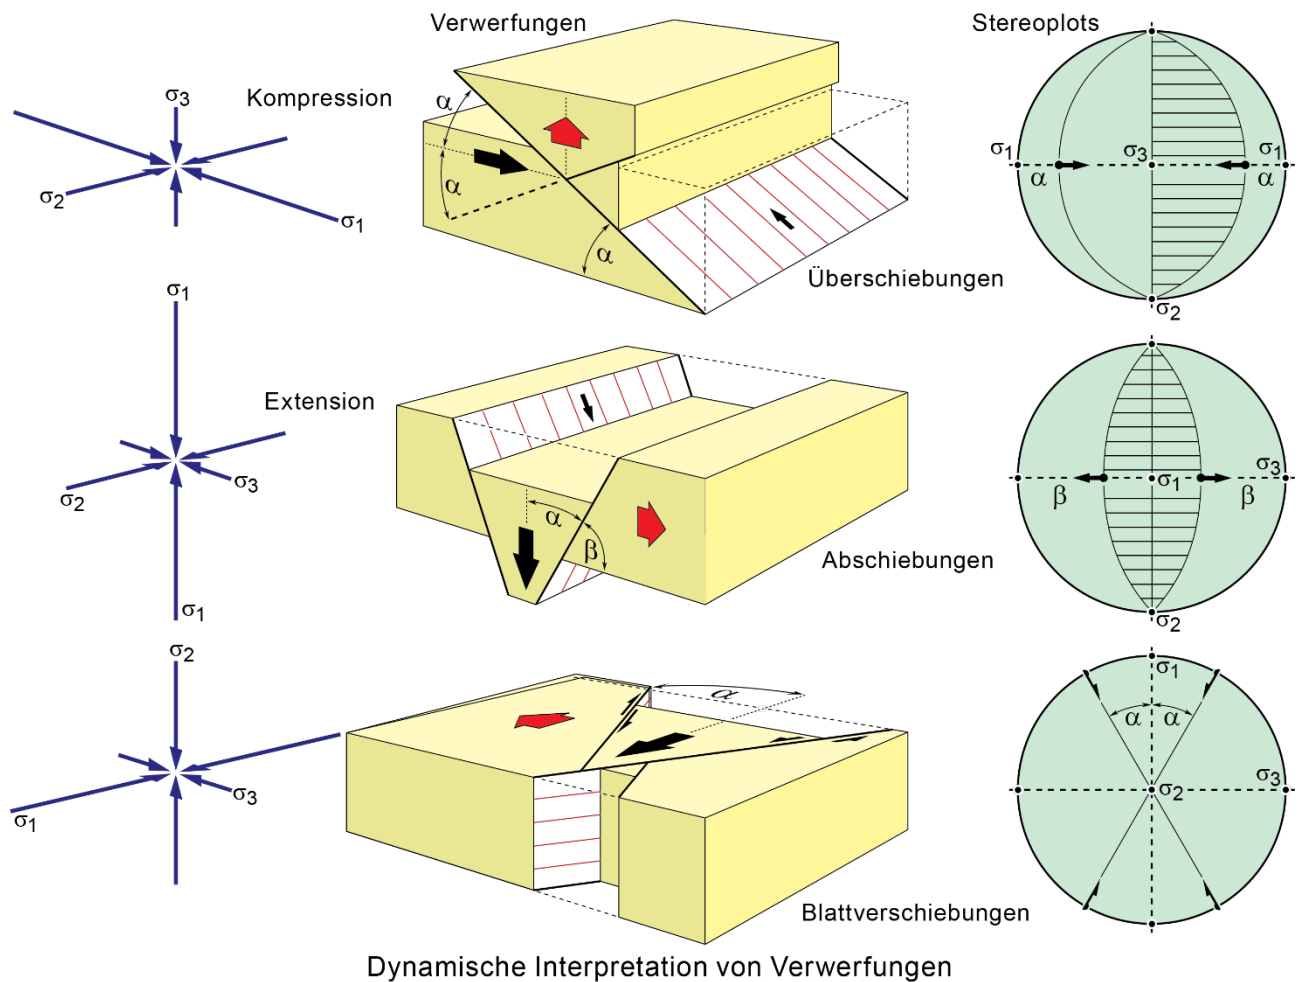 Verwerfungen
Stereoplots
Kompression
σ3
σ2
σ1
α
α
α
Überschiebungen
σ1
σ3
σ1
α
α
σ2
Extension
σ1
σ2
σ3
σ1
α
β
Abschiebungen
σ3
σ1
β
β
σ2
σ2
σ3
σ1
α
Blattverschiebungen
σ1
α
α
σ3
σ2
Dynamische Interpretation von Verwerfungen